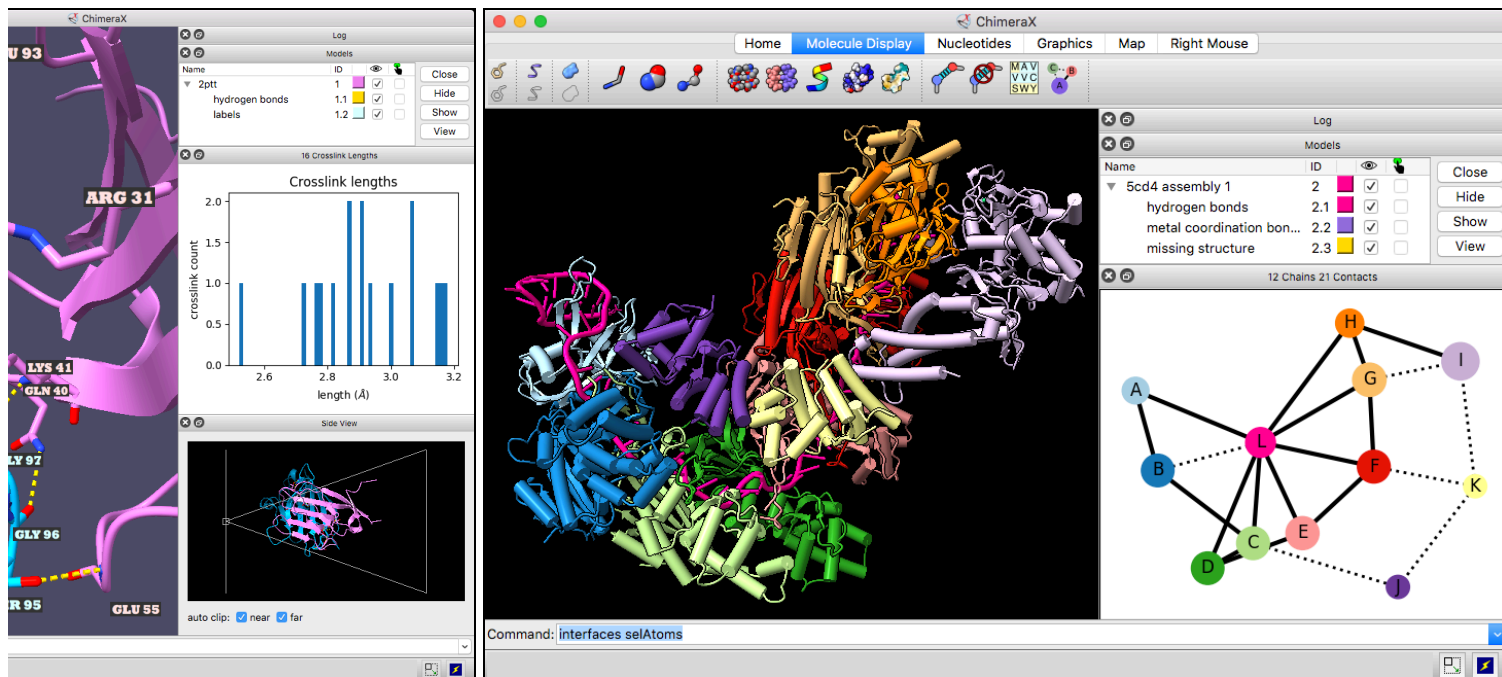 ChimeraX
U 93
ARG 31
LYS 41
GLN 40
LY 97
GLY 96
R 95
GLU 55
Log
Models
Name ID
2ptt 1
hydrogen bonds 1.1
labels 1.2
Close
Hide
Show
View
16 Crosslink Lengths
Crosslink lengths
crosslink count
2.0
1.5
1.0
0.5
0.0
2.6 2.8 3.0 3.2
length (Å)
Side View
auto clip: near far
ChimeraX
Home Molecule Display Nucleotides Graphics Map Right Mouse
M A V
V V C
S W Y
C B
A
Log
Models
Name ID
5cd4 assembly 1 2
hydrogen bonds 2.1
metal coordination bon... 2.2
missing structure 2.3
Close
Hide
Show
View
12 Chains 21 Contacts
H
I
G
A
L
B
F
K
E
C
D
J
Command: interfaces selAtoms